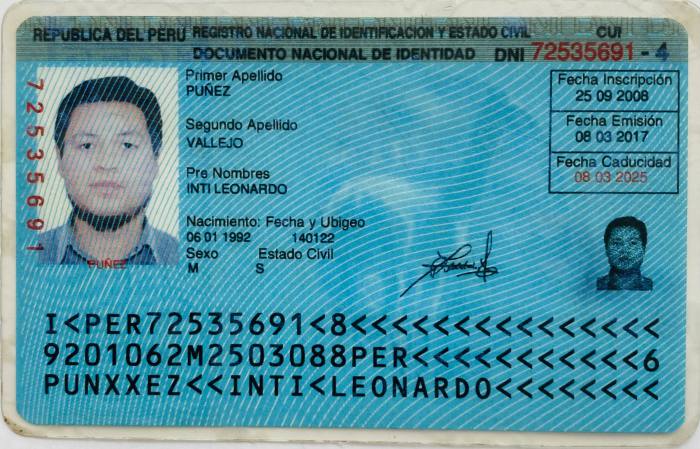 REPUBLICA DEL PERU REGISTRO NACIONAL DE IDENTIFICACION Y ESTADO CIVIL CUI
DOCUMENTO NACIONAL DE IDENTIDAD DNI 72535691 - 4
72535691
Primer Apellido
PUÑEZ
Segundo Apellido
VALLEJO
Pre Nombres
INTI LEONARDO
Nacimiento: Fecha y Ubigeo
06 01 1992 140122
Sexo Estado Civil
M S
Fecha Inscripción
25 09 2008
Fecha Emisión
08 03 2017
Fecha Caducidad
08 03 2025
PUÑEZ
I<PER72535691<8<<<<<<<<<<<<<<<
9201062M2503088PER<<<<<<<<<<<6
PUNXXEZ<<INTI<LEONARDO<<<<<<<<